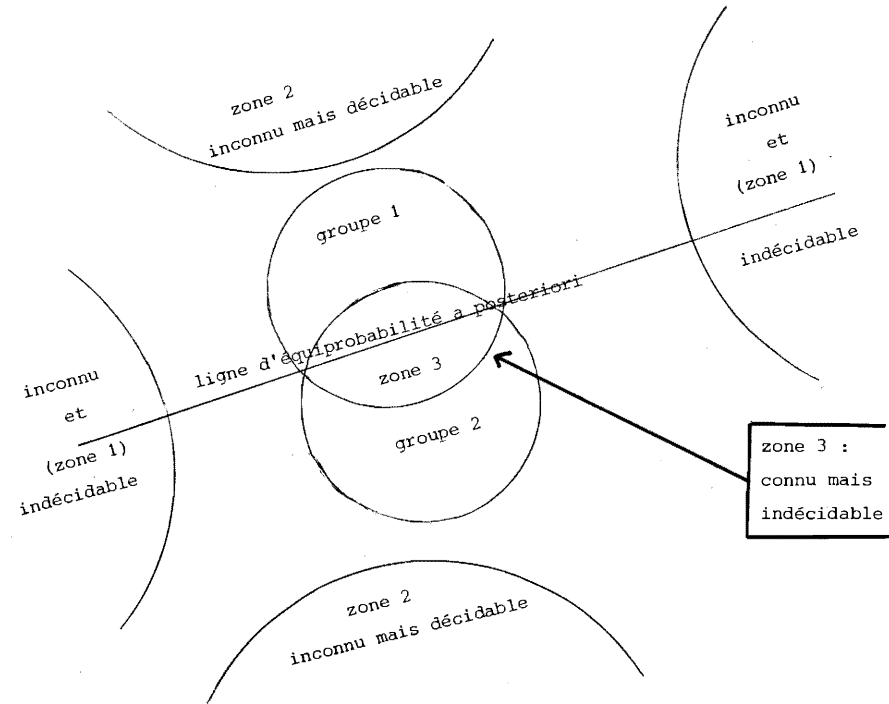 zone 2
inconnu mais décidable
inconnu
et
(zone 1)
indécidable
groupe 1
ligne d'équiprobabilité a posteriori
zone 3
groupe 2
inconnu
et
(zone 1)
indécidable
zone 3 :
connu mais
indécidable
zone 2
inconnu mais décidable